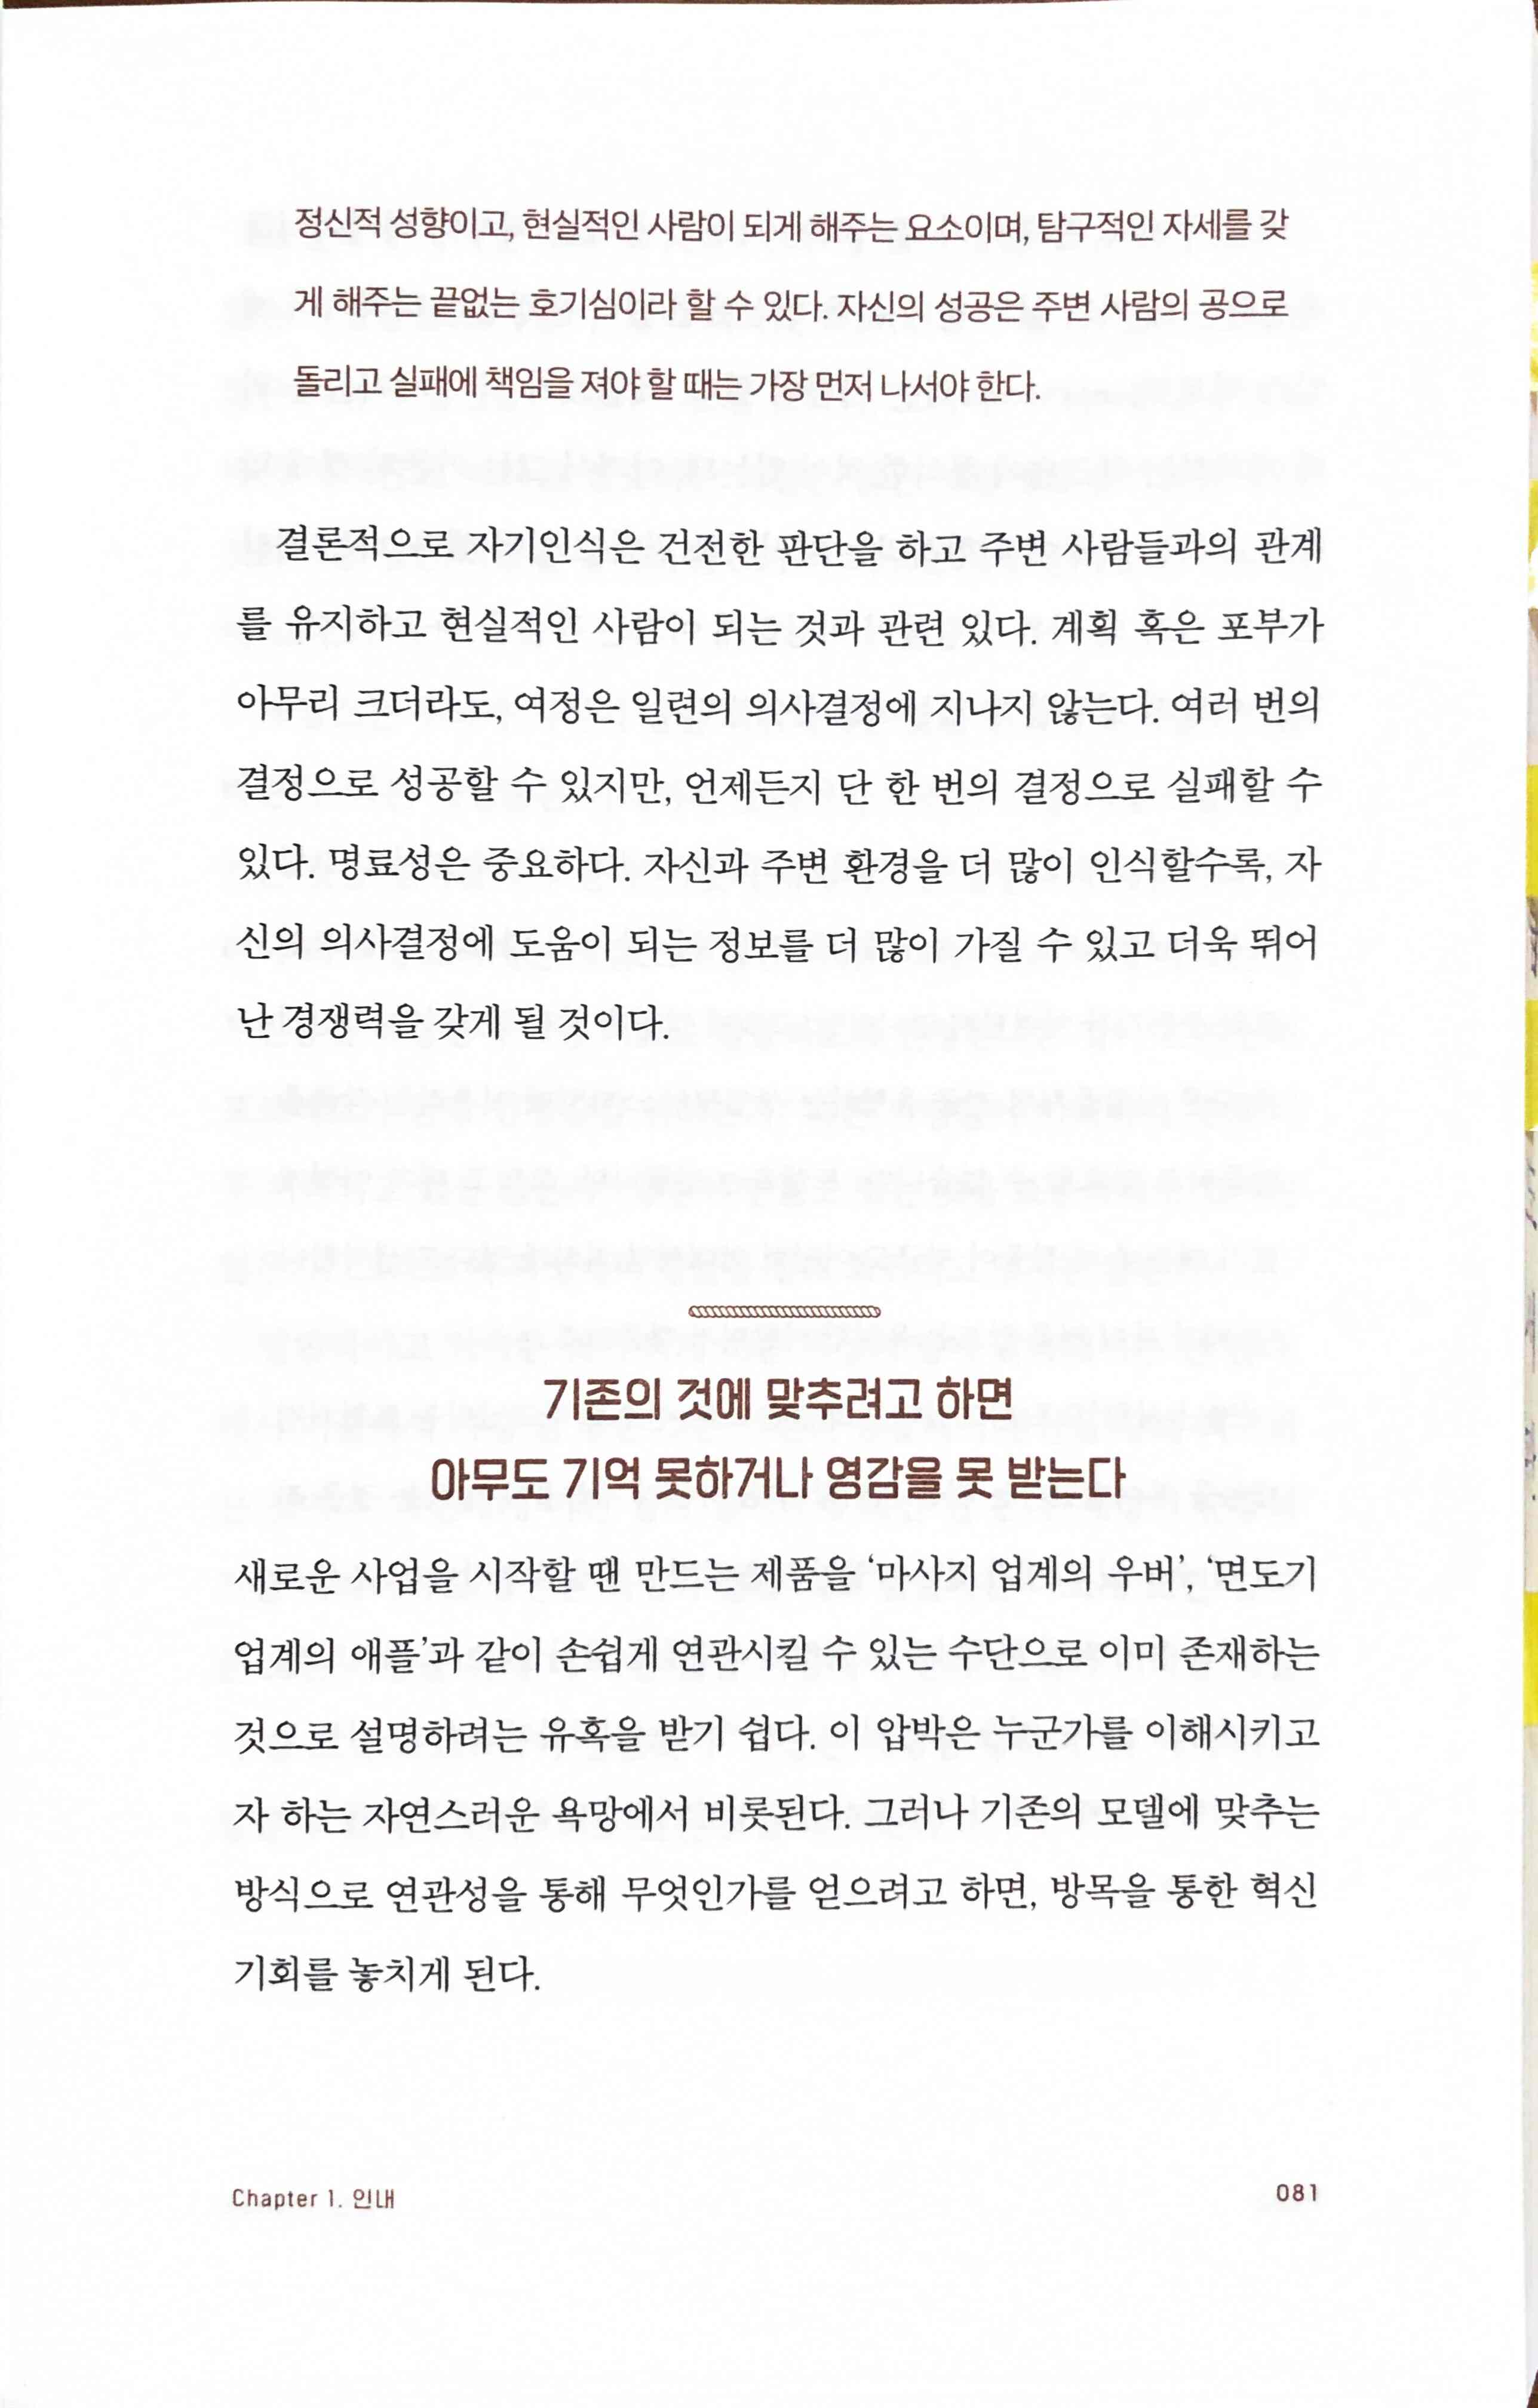 정신적 성향이고, 현실적인 사람이 되게 해주는 요소이며, 탐구적인 자세를 갖
게 해주는 끝없는 호기심이라 할 수 있다. 자신의 성공은 주변 사람의 공으로
돌리고 실패에 책임을 져야 할 때는 가장 먼저 나서야 한다.
결론적으로 자기인식은 건전한 판단을 하고 주변 사람들과의 관계
를 유지하고 현실적인 사람이 되는 것과 관련 있다. 계획 혹은 포부가
아무리 크더라도, 여정은 일련의 의사결정에 지나지 않는다. 여러 번의
결정으로 성공할 수 있지만, 언제든지 단 한 번의 결정으로 실패할 수
있다. 명료성은 중요하다. 자신과 주변 환경을 더 많이 인식할수록, 자
신의 의사결정에 도움이 되는 정보를 더 많이 가질 수 있고 더욱 뛰어
난 경쟁력을 갖게 될 것이다.
기존의 것에 맞추려고 하면
아무도 기억 못하거나 영감을 못 받는다
새로운 사업을 시작할 땐 만드는 제품을 ‘마사지 업계의 우버’, ‘면도기
업계의 애플’과 같이 손쉽게 연관시킬 수 있는 수단으로 이미 존재하는
것으로 설명하려는 유혹을 받기 쉽다. 이 압박은 누군가를 이해시키고
자 하는 자연스러운 욕망에서 비롯된다. 그러나 기존의 모델에 맞추는
방식으로 연관성을 통해 무엇인가를 얻으려고 하면, 방목을 통한 혁신
기회를 놓치게 된다.
Chapter 1. 인내
081